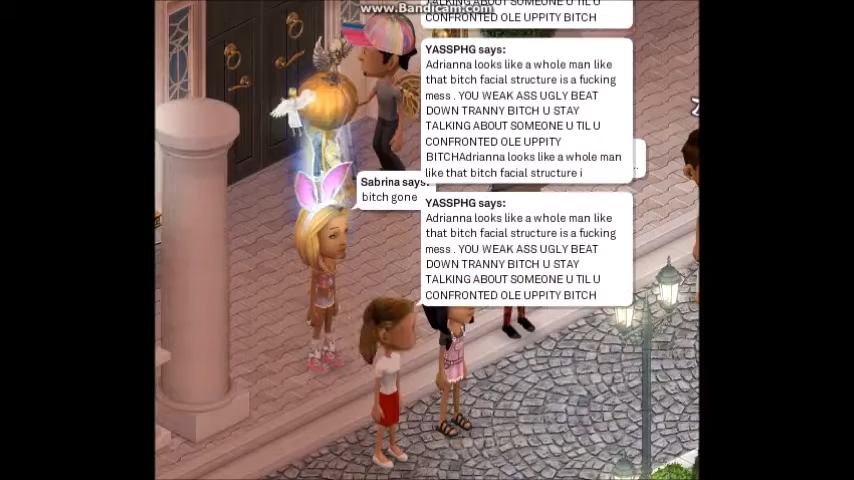 www.Bandicam.com
TALKING ABOUT SOMEONE U TIL U
CONFRONTED OLE UPPITY BITCH
YASSPHG says:
Adrianna looks like a whole man like
that bitch facial structure is a fucking
mess . YOU WEAK ASS UGLY BEAT
DOWN TRANNY BITCH U STAY
TALKING ABOUT SOMEONE U TIL U
CONFRONTED OLE UPPITY
BITCHAdrianna looks like a whole man
like that bitch facial structure i
Sabrina says:
bitch gone
YASSPHG says:
Adrianna looks like a whole man like
that bitch facial structure is a fucking
mess . YOU WEAK ASS UGLY BEAT
DOWN TRANNY BITCH U STAY
TALKING ABOUT SOMEONE U TIL U
CONFRONTED OLE UPPITY BITCH